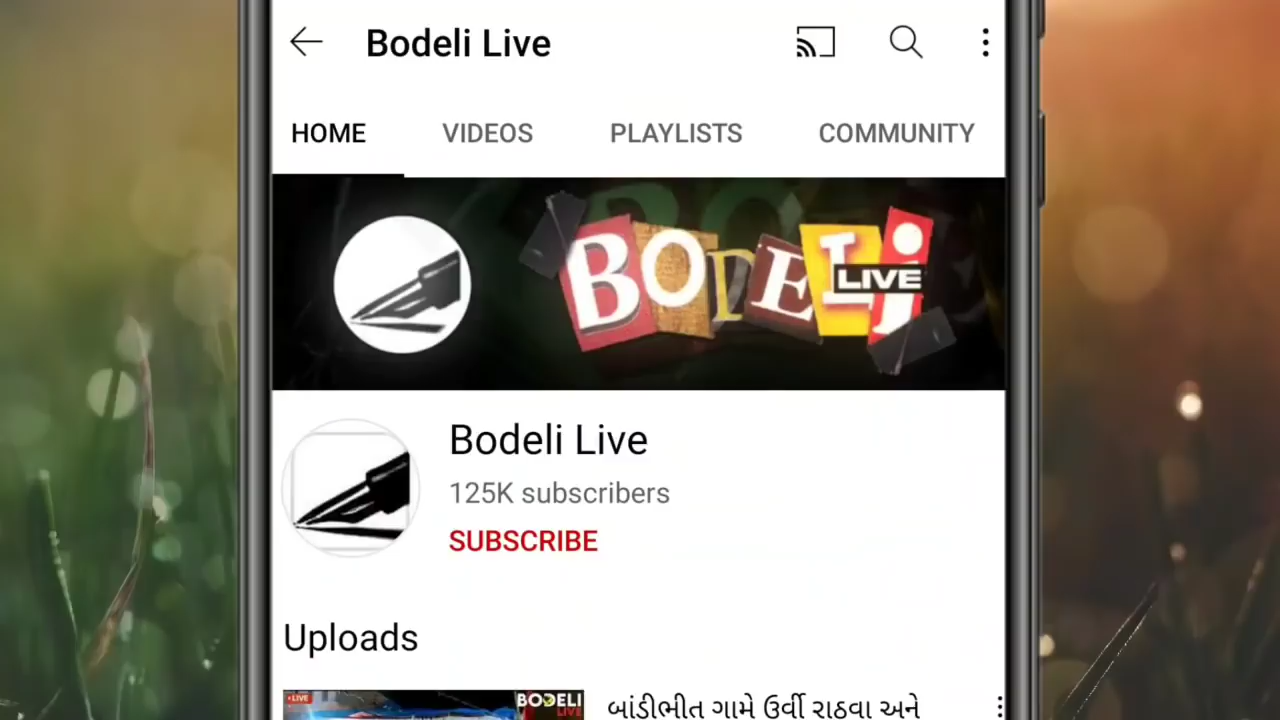 Bodeli Live
HOME VIDEOS PLAYLISTS COMMUNITY
BODELi
LIVE
Bodeli Live
125K subscribers
SUBSCRIBE
Uploads
LIVE
BODELI
LIVE
બાંડીભીત ગામે ઉર્વી રાઠવા અને